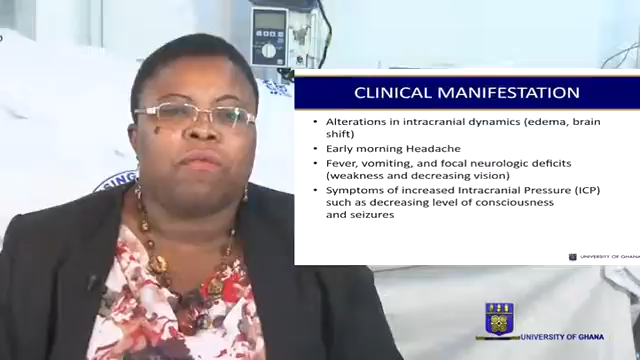 CLINICAL MANIFESTATION
• Alterations in intracranial dynamics (edema, brain
shift)
• Early morning Headache
• Fever, vomiting, and focal neurologic deficits
(weakness and decreasing vision)
• Symptoms of increased Intracranial Pressure (ICP)
such as decreasing level of consciousness
and seizures
UNIVERSITY OF GHANA
SING
UNIVERSITY OF GHANA